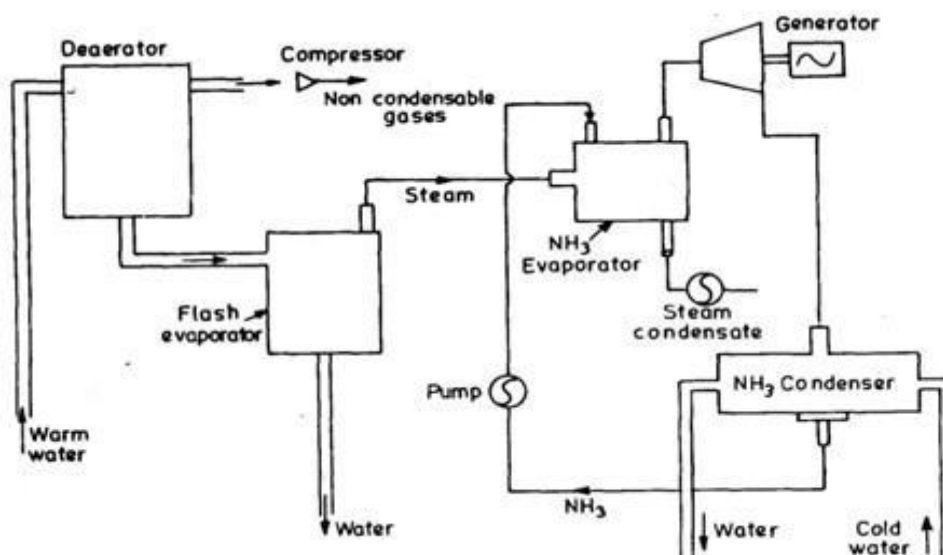 Deaerator
Compressor
Non condensable
gases
Generator
Steam
NH3
Evaporator
Flash
evaporator
Steam
condensate
NH3 Condenser
Pump
Warm
water
NH3
Water
Water
Cold
water